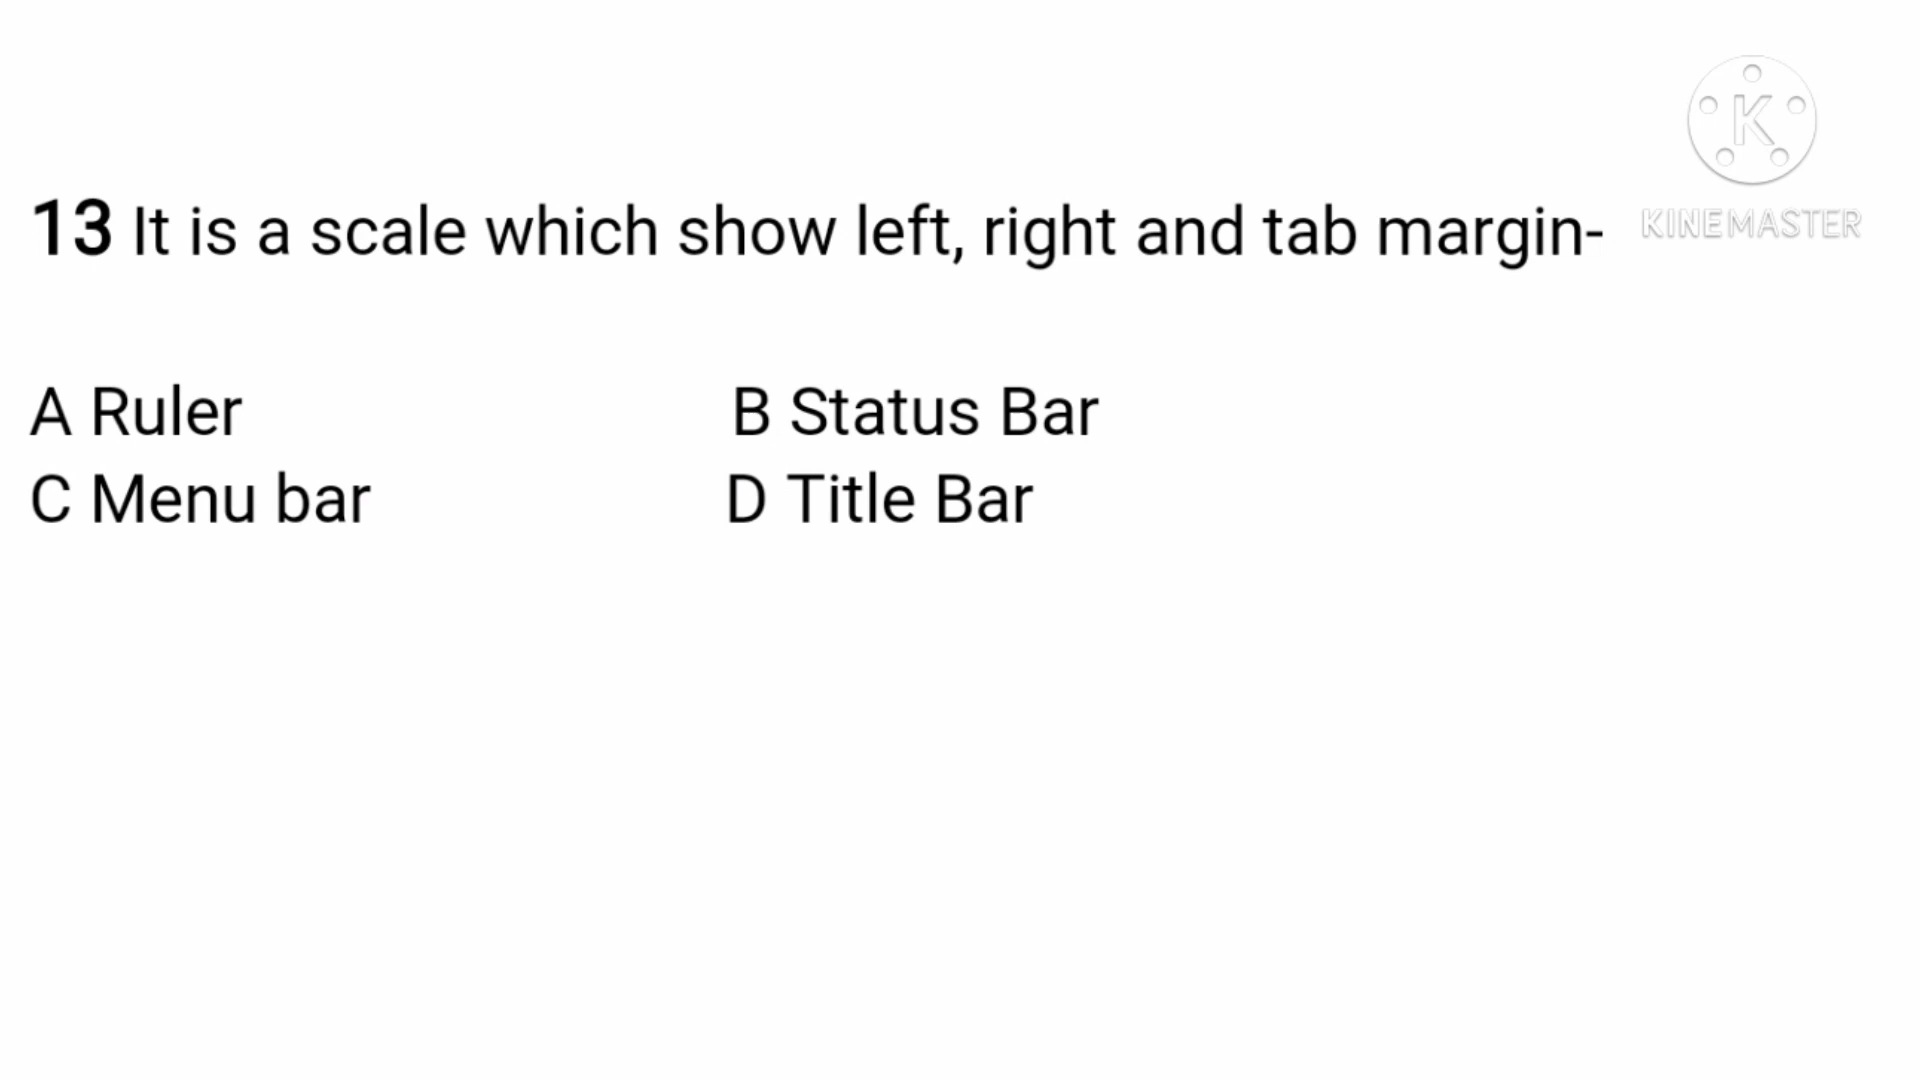 KINEMASTER
13 It is a scale which show left, right and tab margin-
A Ruler B Status Bar
C Menu bar D Title Bar